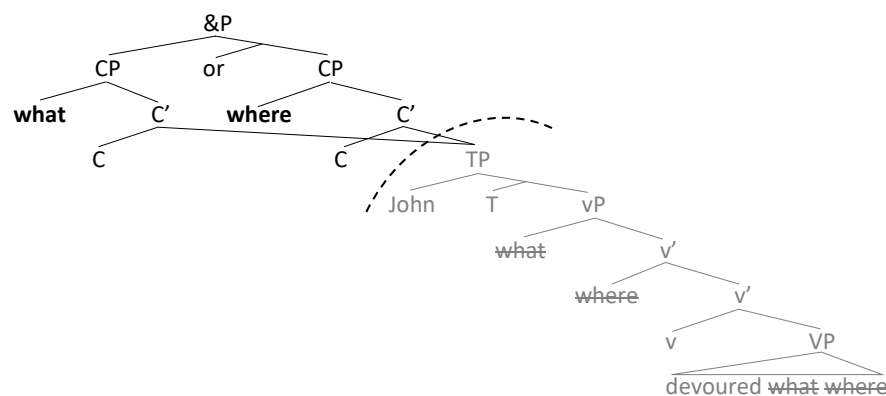 &P
CP or CP
what C’ where C’
C C TP
John T vP
what v’
where v’
v VP
devoured what where